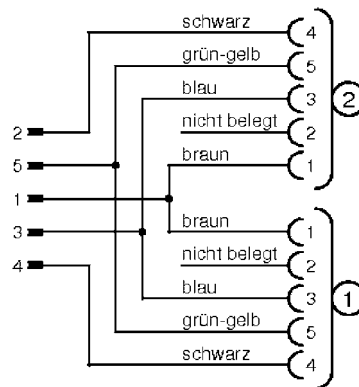 schwarz 4
grün-gelb 5
blau 3
2 nicht belegt 2
5 braun 1
2
1
3 braun 1
4 nicht belegt 2
blau 3
grün-gelb 5
schwarz 4
1